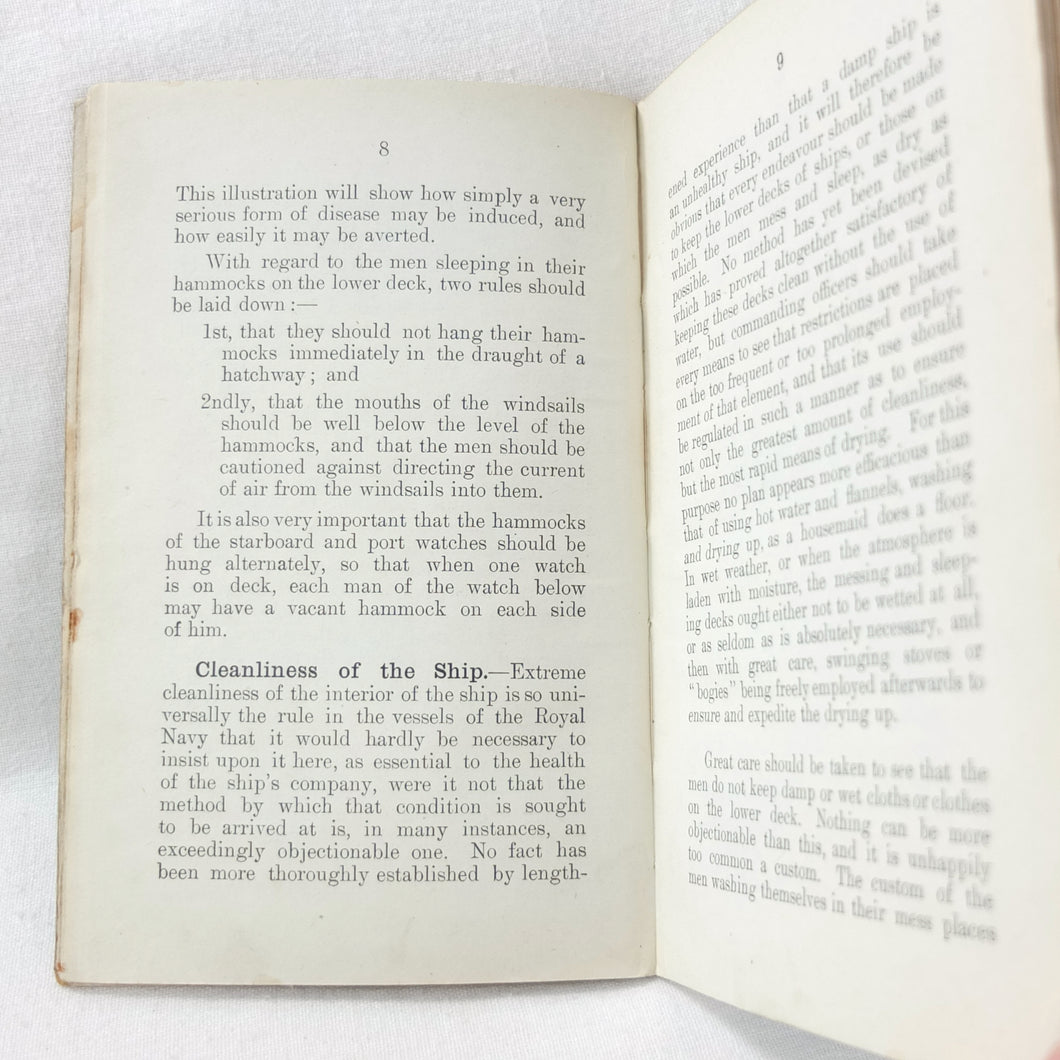 8
This illustration will show how simply a very
serious form of disease may be induced, and
how easily it may be averted.
With regard to the men sleeping in their
hammocks on the lower deck, two rules should
be laid down :—
1st, that they should not hang their ham-
mocks immediately in the draught of a
hatchway ; and
2ndly, that the mouths of the windsails
should be well below the level of the
hammocks, and that the men should be
cautioned against directing the current
of air from the windsails into them.
It is also very important that the hammocks
of the starboard and port watches should be
hung alternately, so that when one watch
is on deck, each man of the watch below
may have a vacant hammock on each side
of him.
Cleanliness of the Ship.—Extreme
cleanliness of the interior of the ship is so uni-
versally the rule in the vessels of the Royal
Navy that it would hardly be necessary to
insist upon it here, as essential to the health
of the ship's company, were it not that the
method by which that condition is sought
to be arrived at is, in many instances, an
exceedingly objectionable one. No fact has
been more thoroughly established by length-
9
ened experience than that a damp ship is
an unhealthy ship, and it will therefore be
obvious that every endeavour should be made
to keep the lower decks of ships, or those on
which the men mess and sleep, as dry as
possible. No method has yet been devised
which has proved altogether satisfactory of
keeping these decks clean without the use of
water, but commanding officers should take
every means to see that restrictions are placed
on the too frequent or too prolonged employ-
ment of that element, and that its use should
be regulated in such a manner as to ensure
not only the greatest amount of cleanliness,
but the most rapid means of drying. For this
purpose no plan appears more efficacious than
that of using hot water and flannels, washing
and drying up, as a housemaid does a floor.
In wet weather, or when the atmosphere is
laden with moisture, the messing and sleep-
ing decks ought either not to be wetted at all,
or as seldom as is absolutely necessary, and
then with great care, swinging stoves or
"bogies" being freely employed afterwards to
ensure and expedite the drying up.
Great care should be taken to see that the
men do not keep damp or wet cloths or clothes
on the lower deck. Nothing can be more
objectionable than this, and it is unhappily
too common a custom. The custom of the
men washing themselves in their mess places